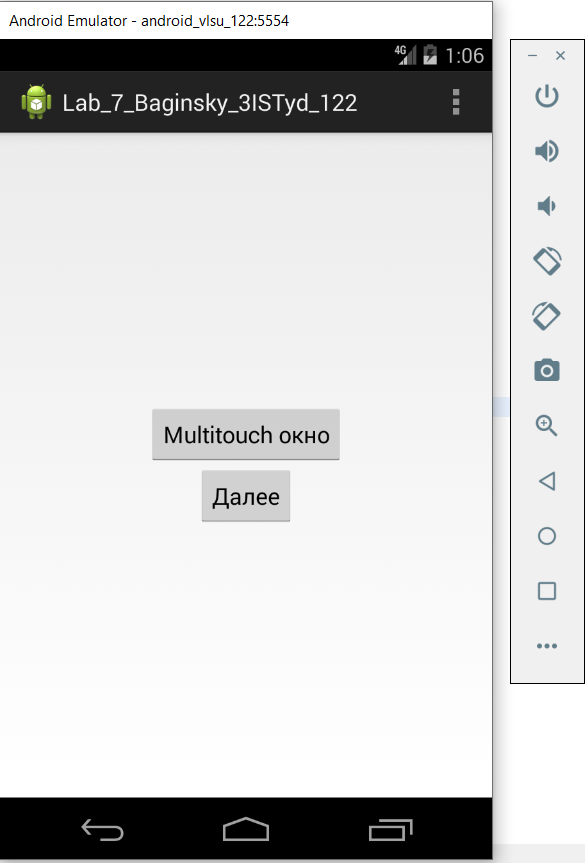 Android Emulator - android_vlsu_122:5554
4G 1:06
Lab_7_Baginsky_3ISTyd_122
Multitouch окно
Далее